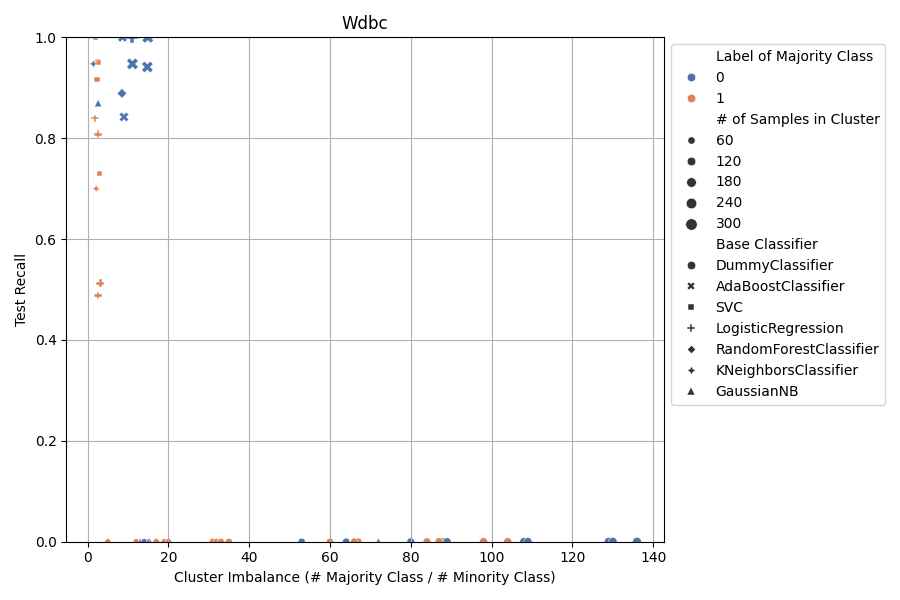 Wdbc
1.0
0.8
0.6
0.4
0.2
0.0
Test Recall
0 20 40 60 80 100 120 140
Cluster Imbalance (# Majority Class / # Minority Class)
Label of Majority Class
0
1
# of Samples in Cluster
60
120
180
240
300
Base Classifier
DummyClassifier
AdaBoostClassifier
SVC
LogisticRegression
RandomForestClassifier
KNeighborsClassifier
GaussianNB